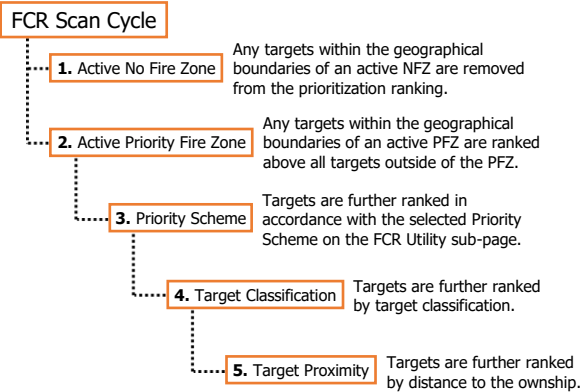 FCR Scan Cycle
1. Active No Fire Zone
Any targets within the geographical
boundaries of an active NFZ are removed
from the prioritization ranking.
2. Active Priority Fire Zone
Any targets within the geographical
boundaries of an active PFZ are ranked
above all targets outside of the PFZ.
3. Priority Scheme
Targets are further ranked in
accordance with the selected Priority
Scheme on the FCR Utility sub-page.
4. Target Classification
Targets are further ranked
by target classification.
5. Target Proximity
Targets are further ranked
by distance to the ownship.